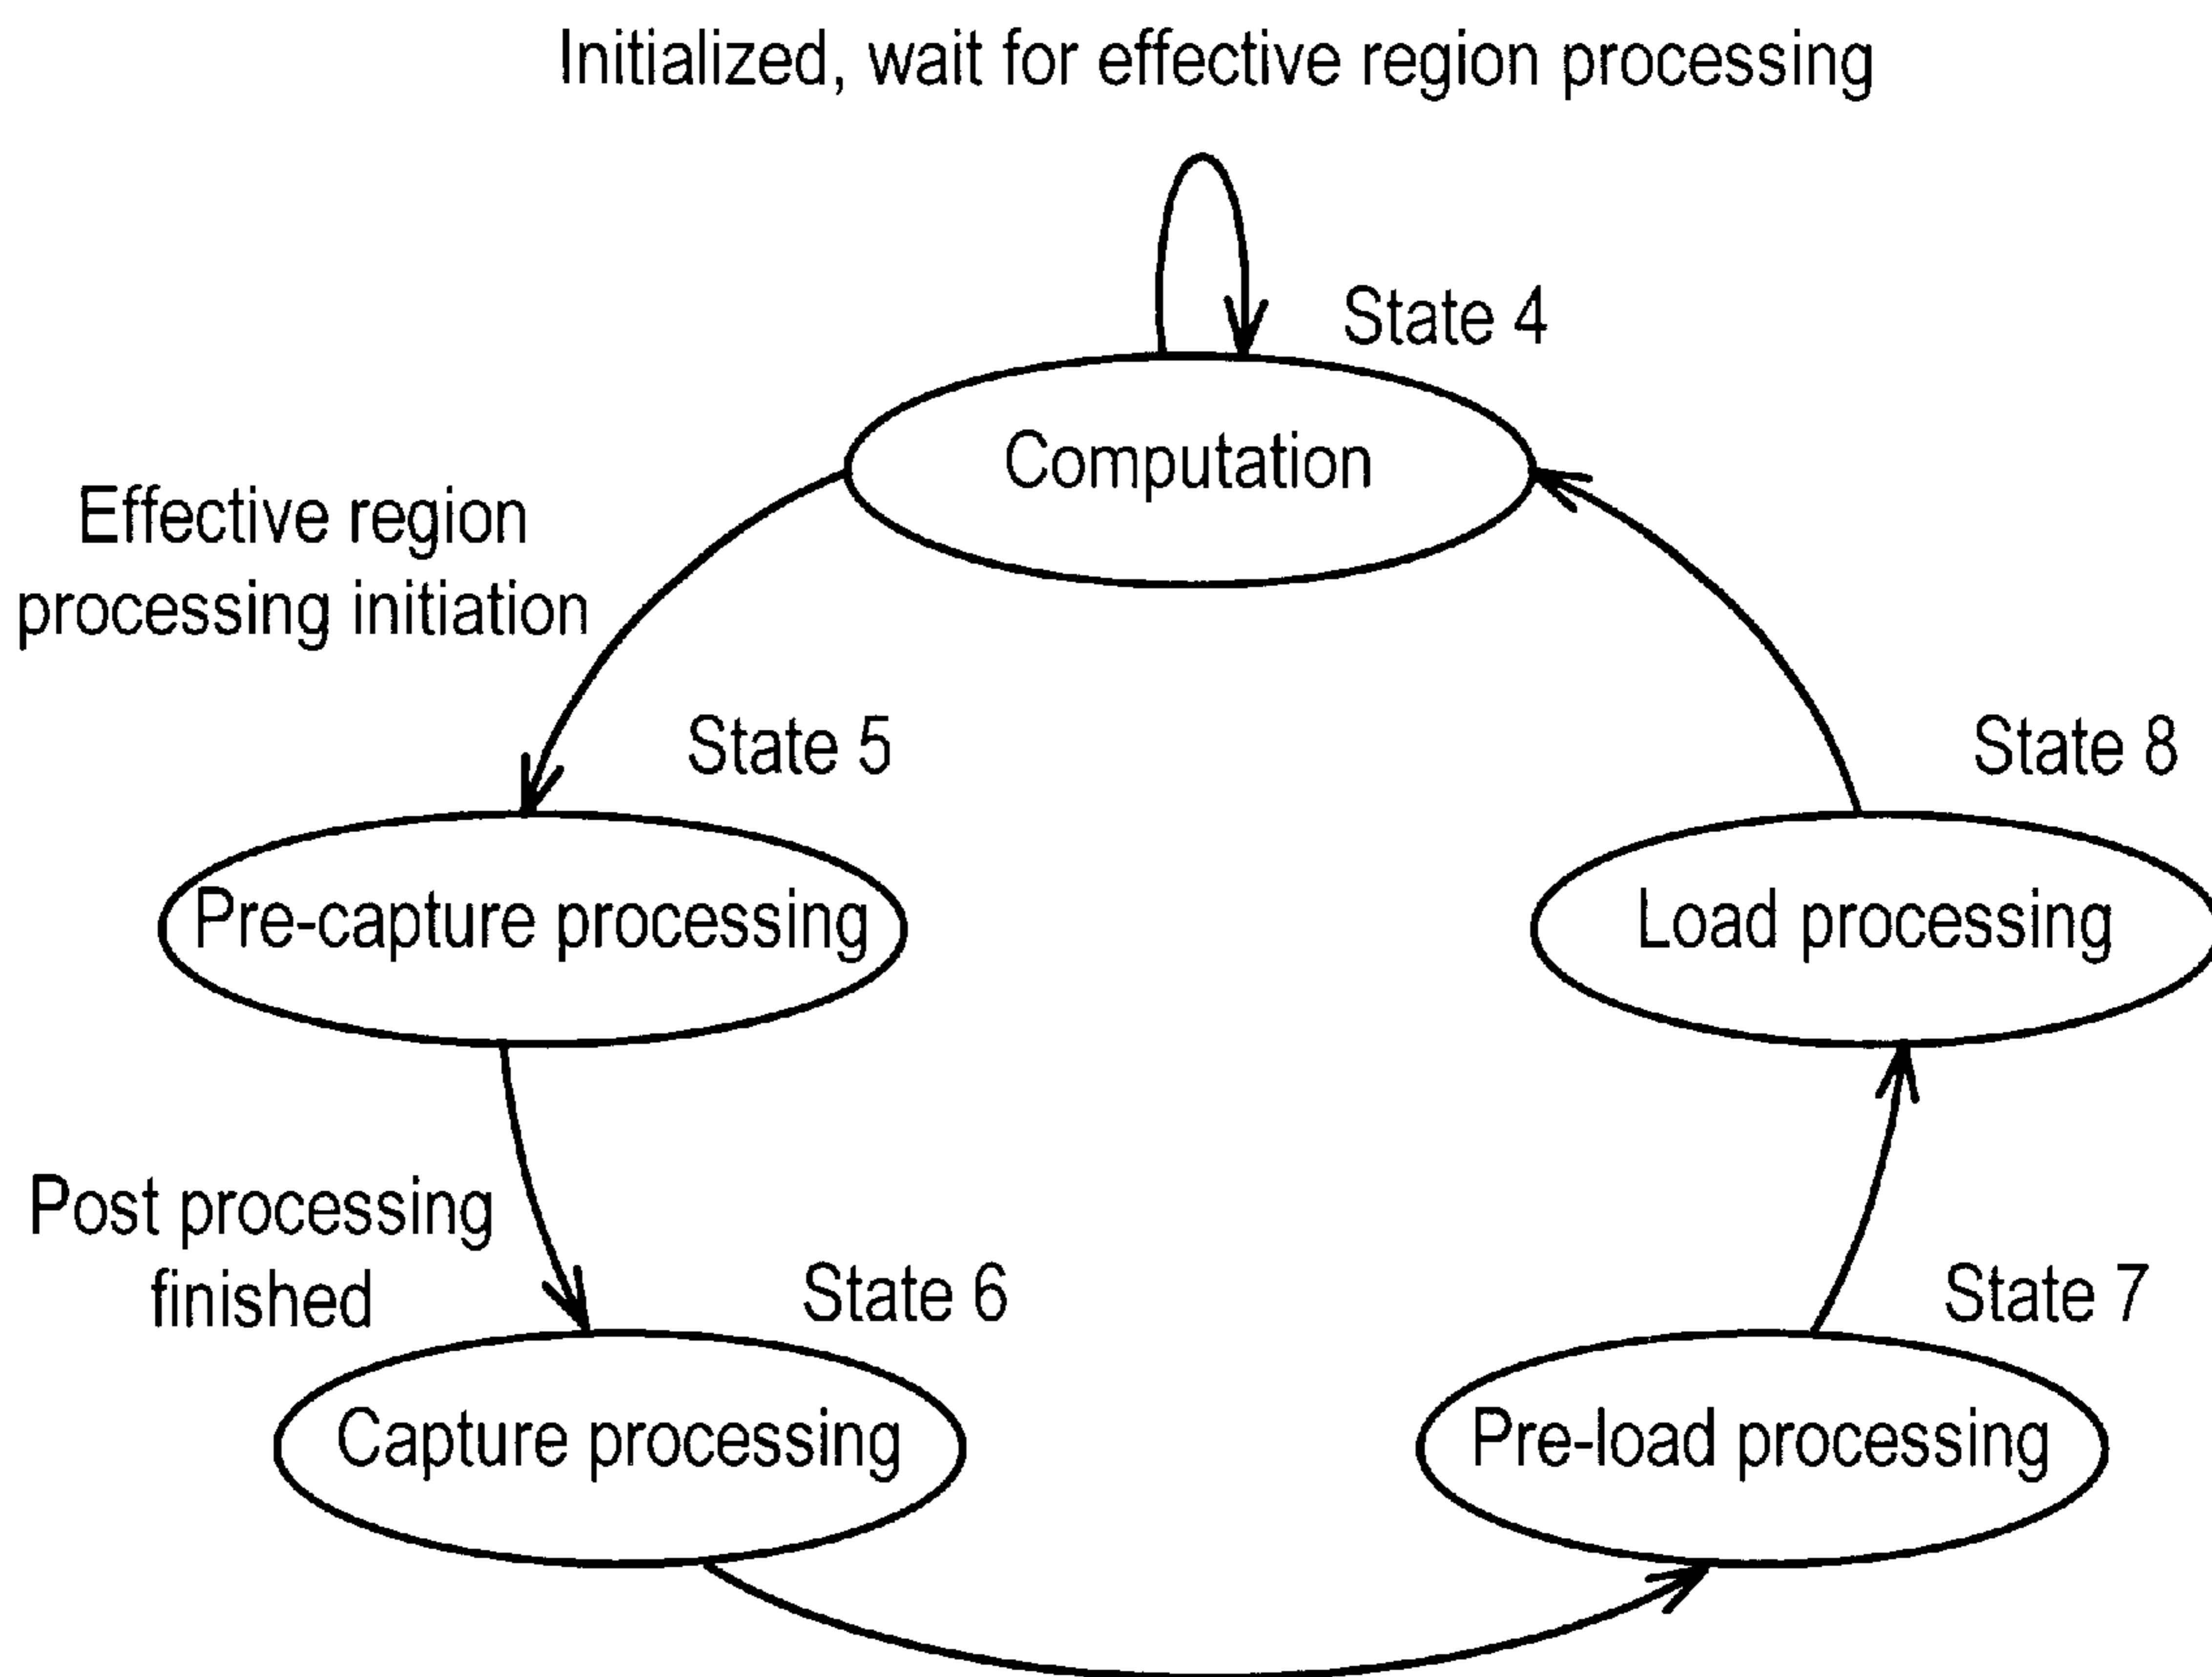 Initialized, wait for effective region processing
State 4
Computation
Effective region
processing initiation
State 5
State 8
Pre-capture processing
Load processing
Post processing
finished
State 6
State 7
Capture processing
Pre-load processing